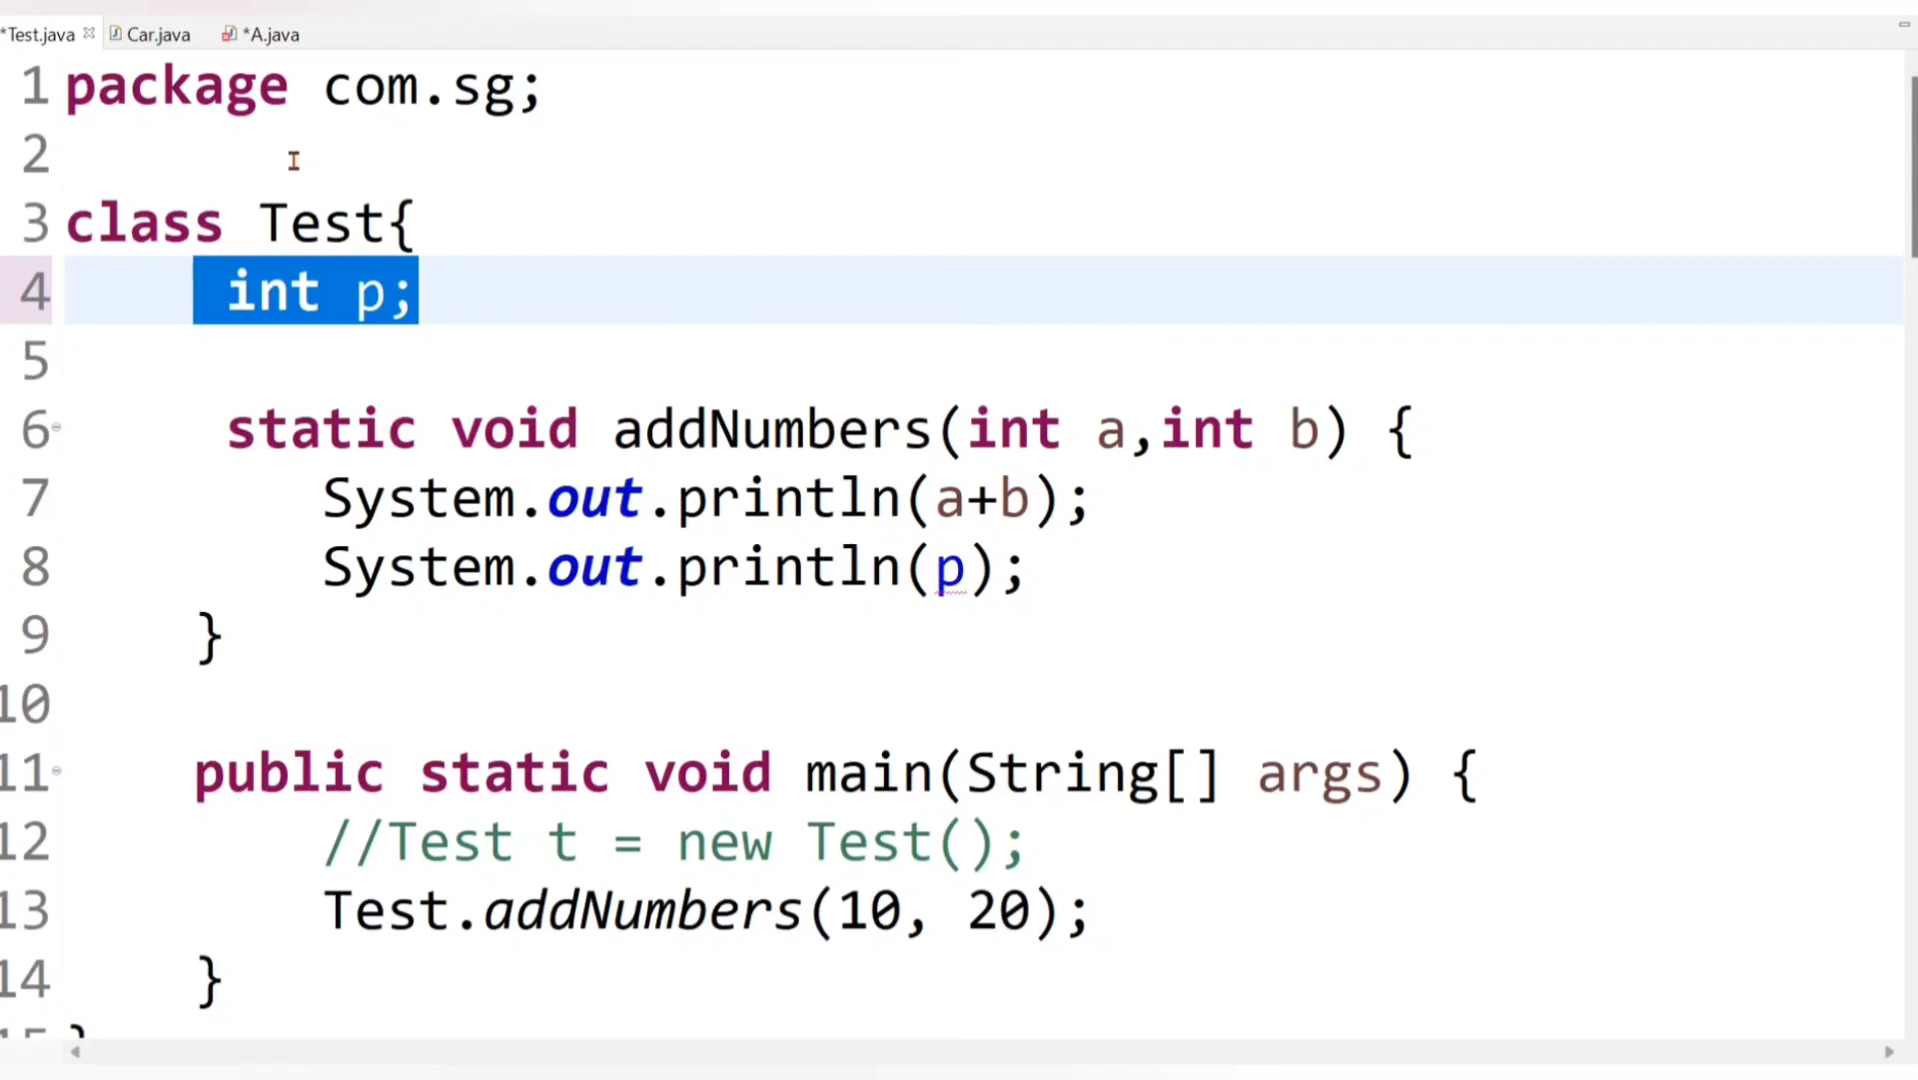 *Test.java Car.java *A.java
1 package com.sg;
2
3 class Test{
4 int p;
5
6 static void addNumbers(int a,int b) {
7 System.out.println(a+b);
8 System.out.println(p);
9 }
10
11 public static void main(String[] args) {
12 //Test t = new Test();
13 Test.addNumbers(10, 20);
14 }